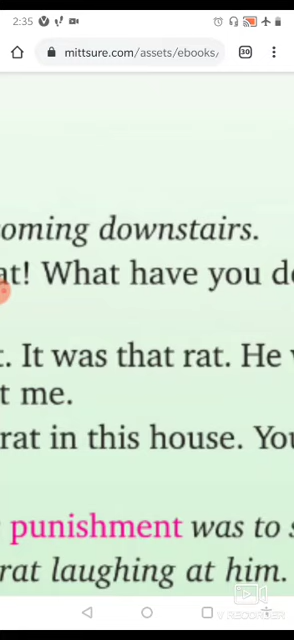 2:35
mittsure.com/assets/ebooks/
30
oming downstairs.
at! What have you d
t. It was that rat. He
t me.
rat in this house. You
punishment was to s
rat laughing at him.
V RECORDER